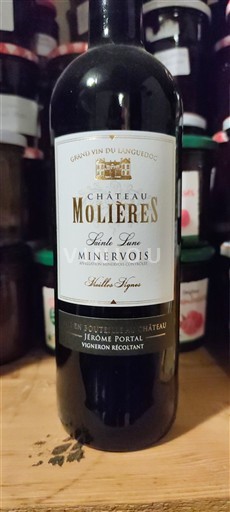 GRAND VIN DU LANGUEDOC
CHÂTEAU
MOLIÈRES
Sainte Lune
MINERVOIS
Vieilles Vignes
EN BOUTEILLE AU CHÂTEAU
JÉRÔME PORTAL
VIGNERON RÉCOLTANT